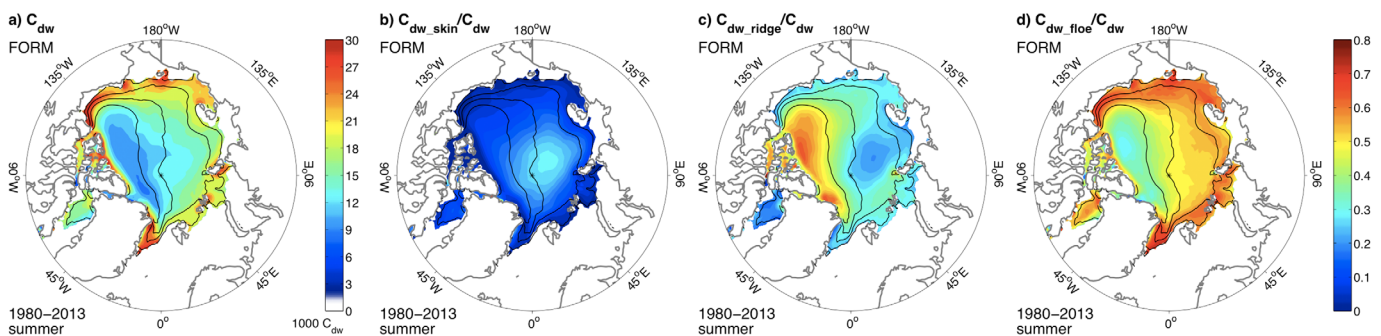 a) C_dw
FORM
180°W
135°W
135°E
90°W
90°E
45°W
45°E
0°
1980−2013
summer
30
27
24
21
18
15
12
9
6
3
0
1000 C_dw
b) C_dw_skin/C_dw
FORM
180°W
135°W
135°E
90°W
90°E
45°W
45°E
0°
1980−2013
summer
c) C_dw_ridge/C_dw
FORM
180°W
135°W
135°E
90°W
90°E
45°W
45°E
0°
1980−2013
summer
d) C_dw_floe/C_dw
FORM
180°W
135°W
135°E
90°W
90°E
45°W
45°E
0°
1980−2013
summer
0.8
0.7
0.6
0.5
0.4
0.3
0.2
0.1
0